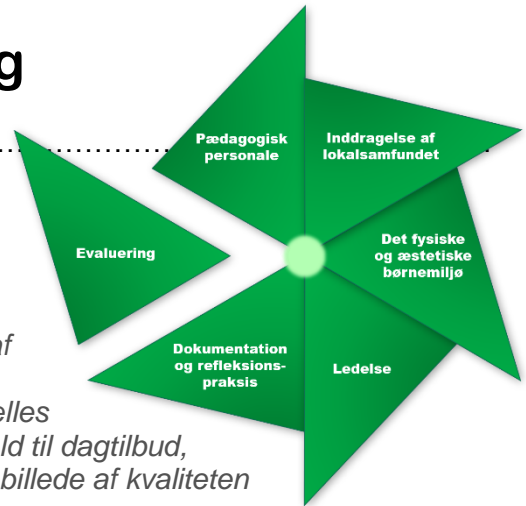 g
Pædagogisk
personale
Inddragelse af
lokalsamfundet
Evaluering
Det fysiske
og æstetiske
børnemiljø
Dokumentation
og refleksions-
praksis
Ledelse
af
elles
ld til dagtilbud,
billede af kvaliteten